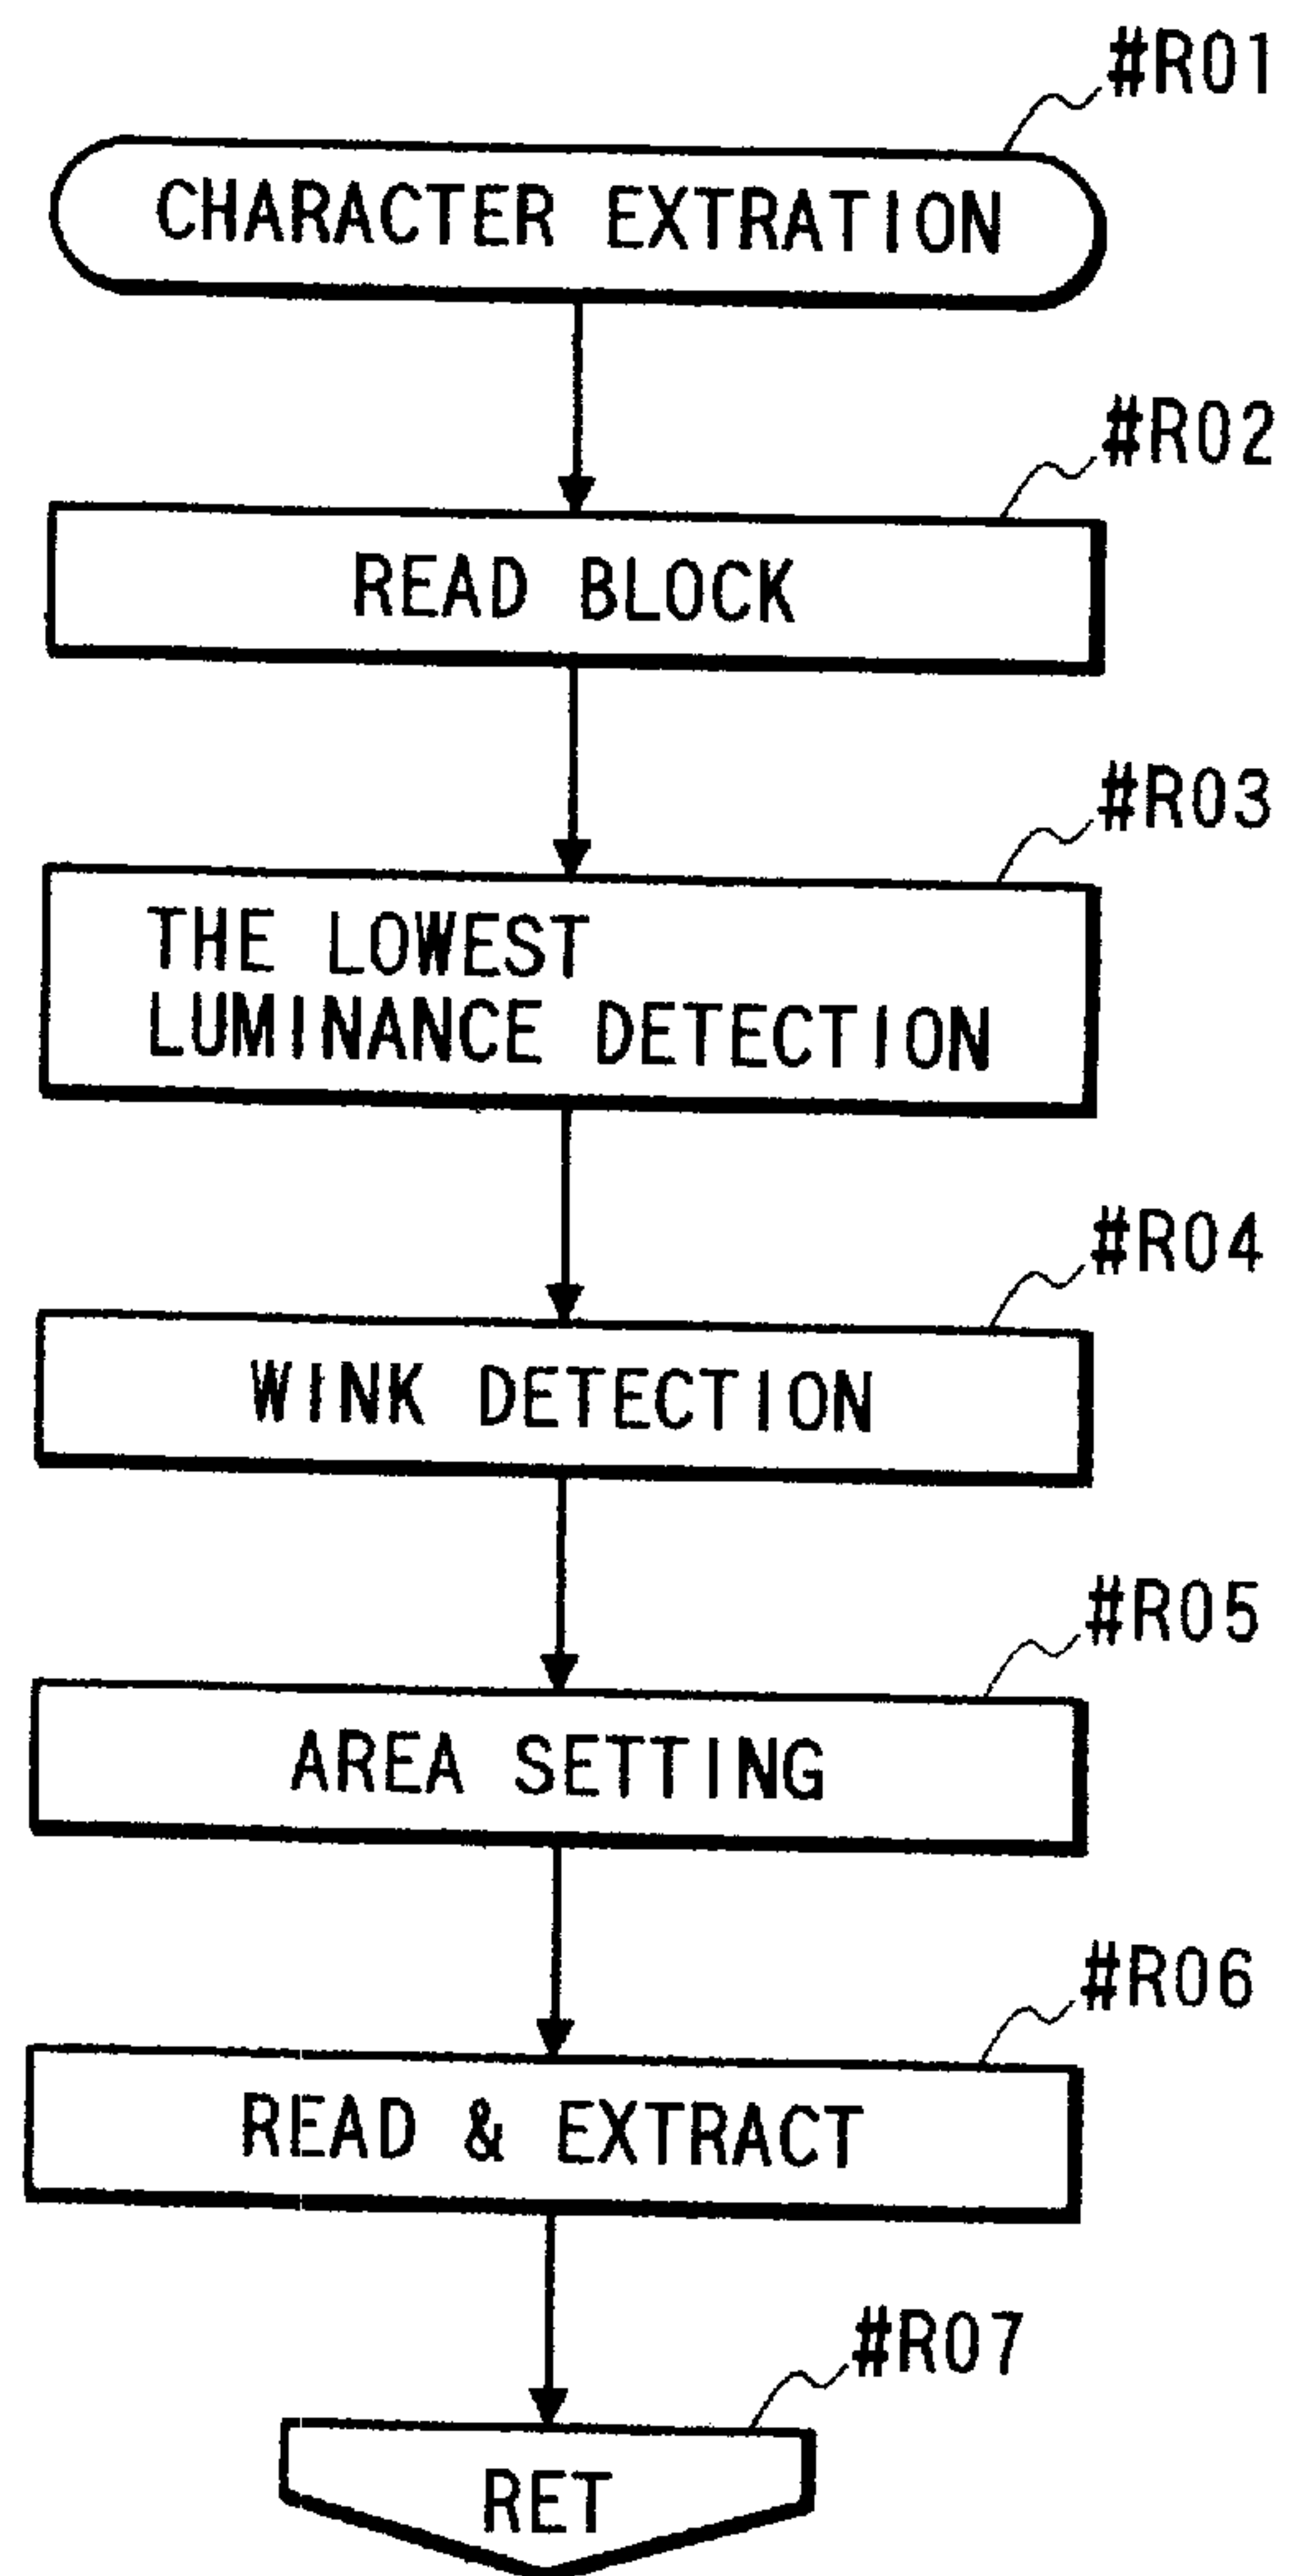 #R01
CHARACTER EXTRATION
#R02
READ BLOCK
#R03
THE LOWEST
LUMINANCE DETECTION
#R04
WINK DETECTION
#R05
AREA SETTING
#R06
READ & EXTRACT
#R07
RET